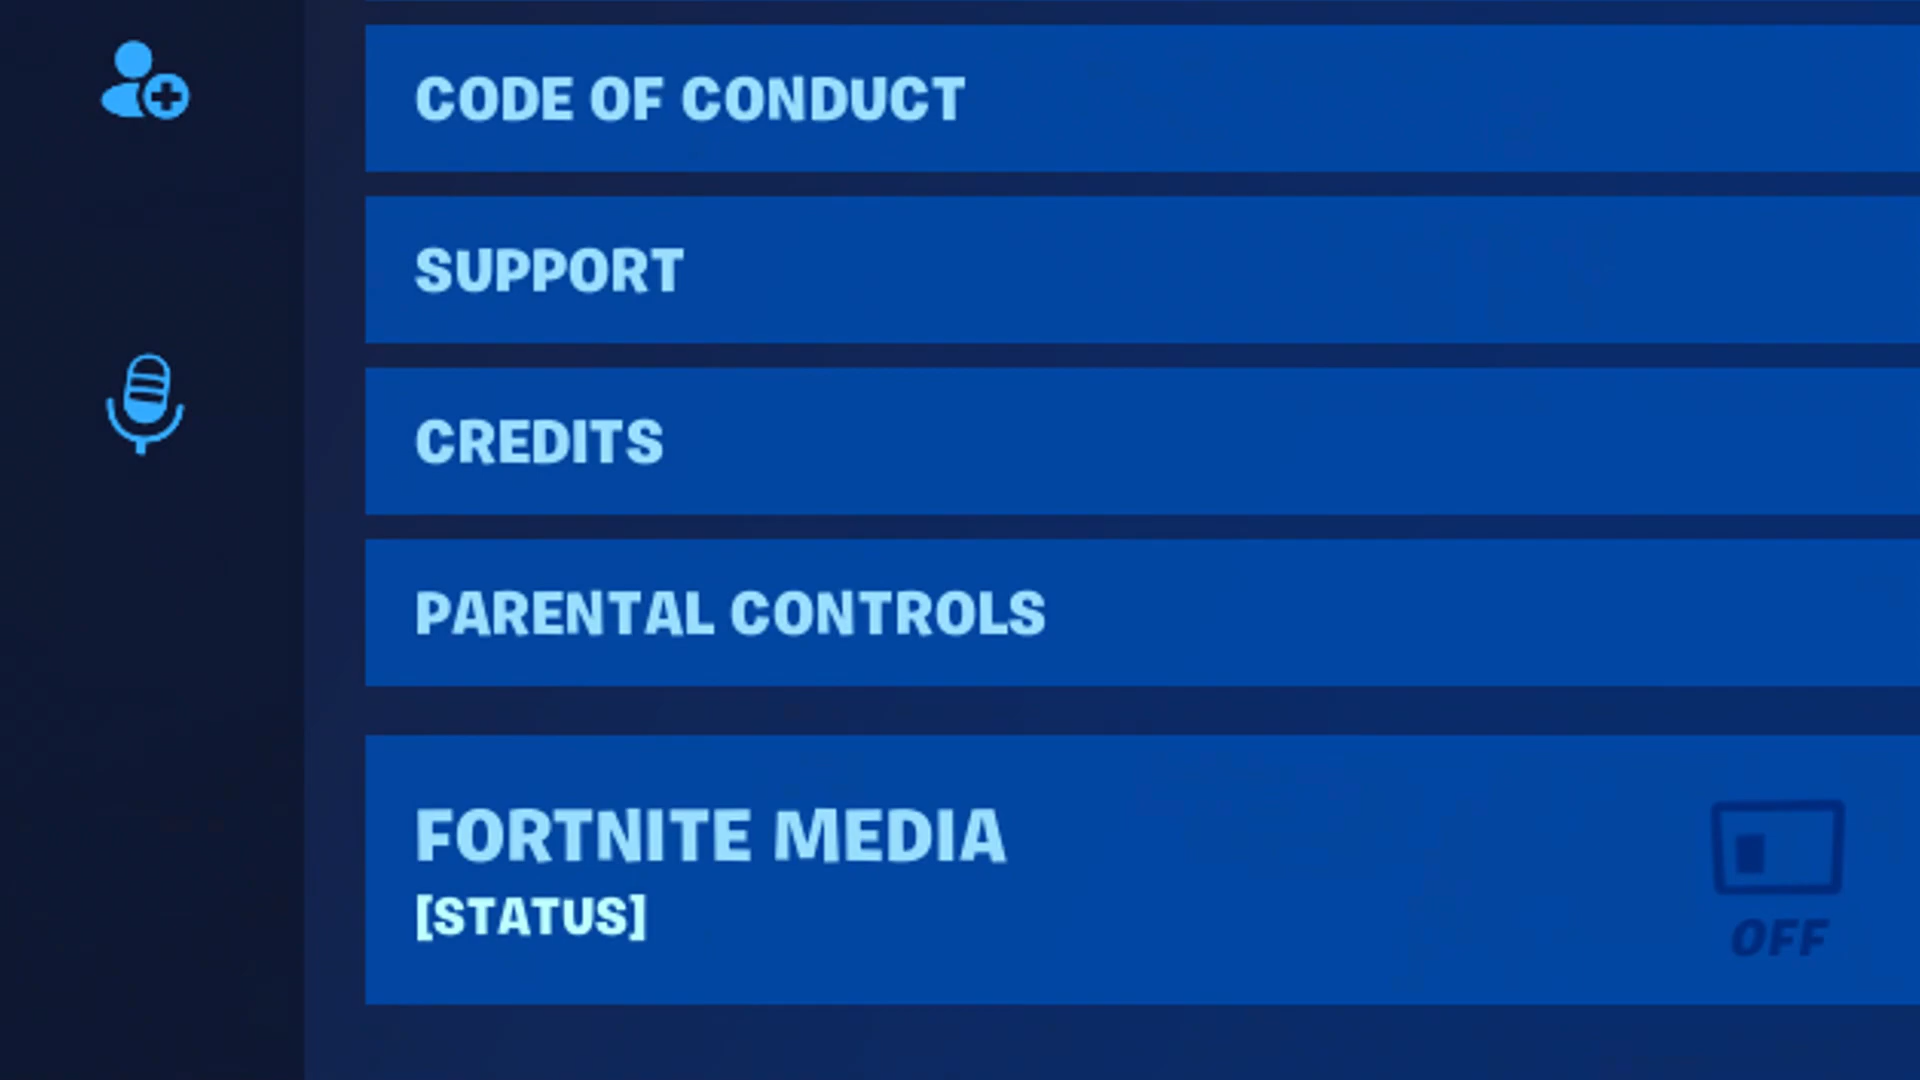 CODE OF CONDUCT
SUPPORT
CREDITS
PARENTAL CONTROLS
FORTNITE MEDIA
[STATUS]
OFF